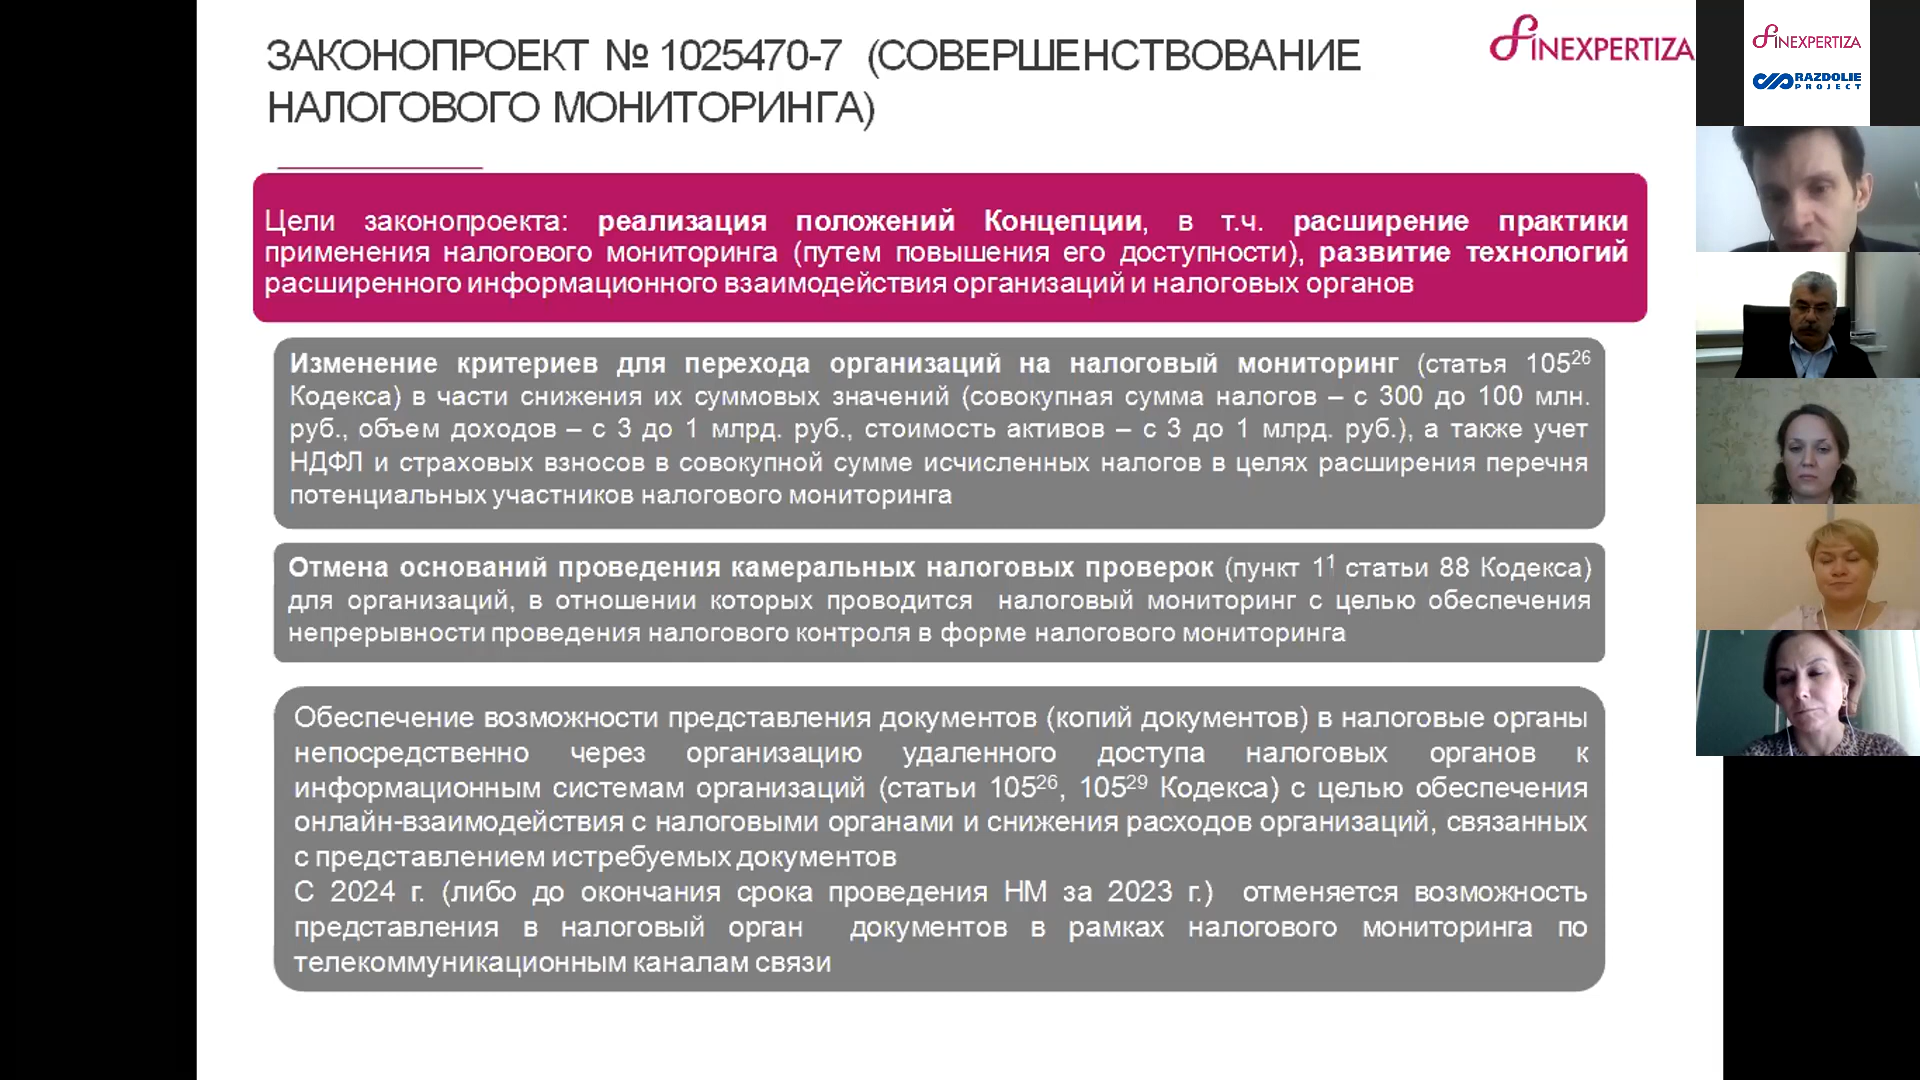 ЗАКОНОПРОЕКТ № 1025470-7 (СОВЕРШЕНСТВОВАНИЕ
НАЛОГОВОГО МОНИТОРИНГА)
FINEXPERTIZA
FINEXPERTIZA
RAZDOLIE
PROJECT
Цели законопроекта: реализация положений Концепции, в т.ч. расширение практики
применения налогового мониторинга (путем повышения его доступности), развитие технологий
расширенного информационного взаимодействия организаций и налоговых органов
Изменение критериев для перехода организаций на налоговый мониторинг (статья 105²⁶
Кодекса) в части снижения их суммовых значений (совокупная сумма налогов – с 300 до 100 млн.
руб., объем доходов – с 3 до 1 млрд. руб., стоимость активов – с 3 до 1 млрд. руб.), а также учет
НДФЛ и страховых взносов в совокупной сумме исчисленных налогов в целях расширения перечня
потенциальных участников налогового мониторинга
Отмена оснований проведения камеральных налоговых проверок (пункт 1¹ статьи 88 Кодекса)
для организаций, в отношении которых проводится налоговый мониторинг с целью обеспечения
непрерывности проведения налогового контроля в форме налогового мониторинга
Обеспечение возможности представления документов (копий документов) в налоговые органы
непосредственно через организацию удаленного доступа налоговых органов к
информационным системам организаций (статьи 105²⁶, 105²⁹ Кодекса) с целью обеспечения
онлайн-взаимодействия с налоговыми органами и снижения расходов организаций, связанных
с представлением истребуемых документов
С 2024 г. (либо до окончания срока проведения НМ за 2023 г.) отменяется возможность
представления в налоговый орган документов в рамках налогового мониторинга по
телекоммуникационным каналам связи